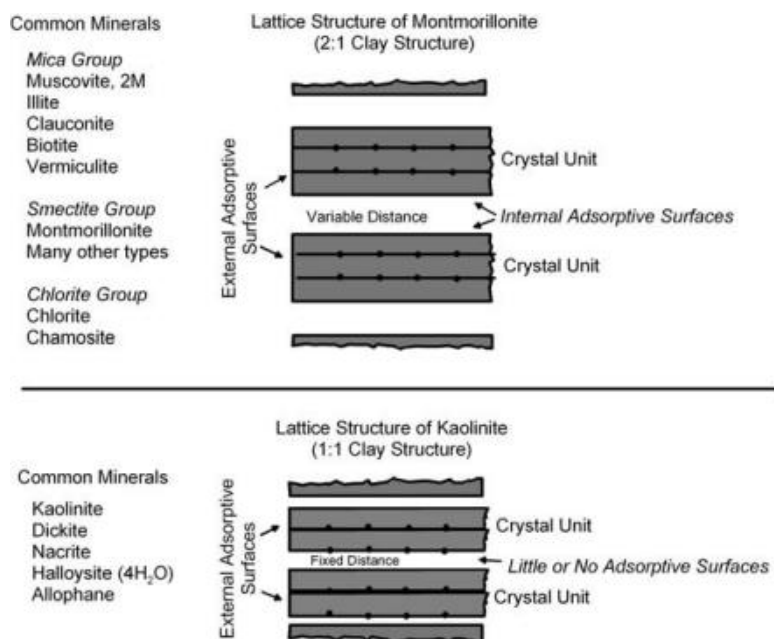 Common Minerals
Mica Group
Muscovite, 2M
Illite
Clauconite
Biotite
Vermiculite
Smectite Group
Montmorillonite
Many other types
Chlorite Group
Chlorite
Chamosite
Lattice Structure of Montmorillonite
(2:1 Clay Structure)
External Adsorptive
Surfaces
Crystal Unit
Variable Distance
Internal Adsorptive Surfaces
Crystal Unit
Lattice Structure of Kaolinite
(1:1 Clay Structure)
Common Minerals
Kaolinite
Dickite
Nacrite
Halloysite (4H₂O)
Allophane
External Adsorptive
Surfaces
Crystal Unit
Fixed Distance
Little or No Adsorptive Surfaces
Crystal Unit